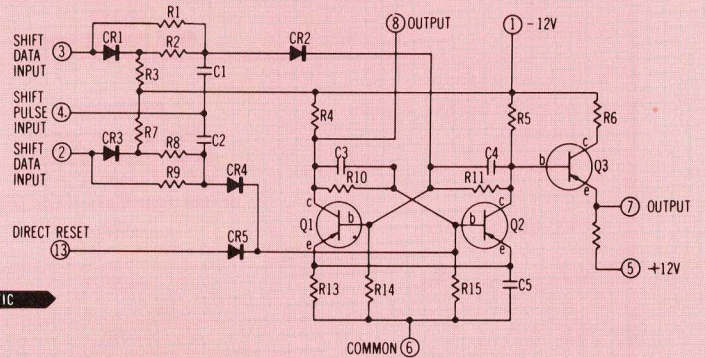 R1
8 OUTPUT
1 -12V
SHIFT
DATA
INPUT
3
CR1
R2
CR2
R3
C1
R4
R5
R6
SHIFT
PULSE
INPUT
4.
R7
C2
CR3
R8
SHIFT
DATA
INPUT
2
R9
CR4
C3
C4
R10
R11
b
c
Q3
e
c
b
Q1
e
c
b
Q2
e
7 OUTPUT
DIRECT RESET
13
CR5
5 +12V
R13
R14
R15
C5
TIC
COMMON 6